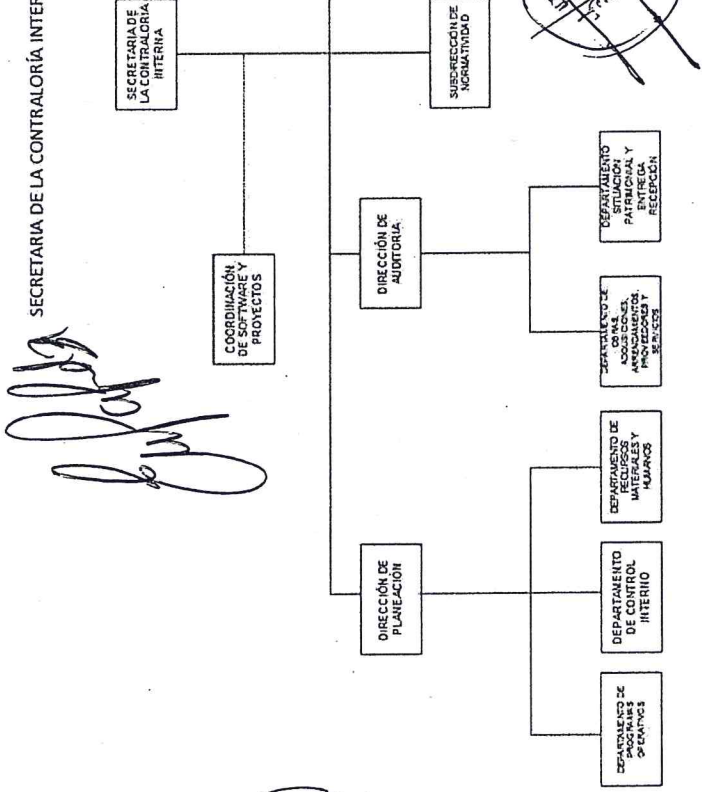 SECRETARIA DE LA CONTRALORÍA INTER
SECRETARIA DE
LA CONTRALORIA
INTERNA
COORDINACIÓN
DE SOFTWARE Y
PROYECTOS
DIRECCIÓN DE
PLANEACIÓN
DIRECCIÓN DE
AUDITORIA
SUBDIRECCIÓN DE
NORMATIVIDAD
DEPARTAMENTO DE
PROGRAMAS
OPERATIVOS
DEPARTAMENTO
DE CONTROL
INTERNO
DEPARTAMENTO DE
RECURSOS
MATERIALES Y
HUMANOS
DEPARTAMENTO DE
OBRAS,
ADQUISICIONES,
ARRENDAMIENTOS,
PROVEEDORES Y
SERVICIOS
DEPARTAMENTO
SITUACIÓN
PATRIMONIAL Y
ENTREGA
RECEPCIÓN